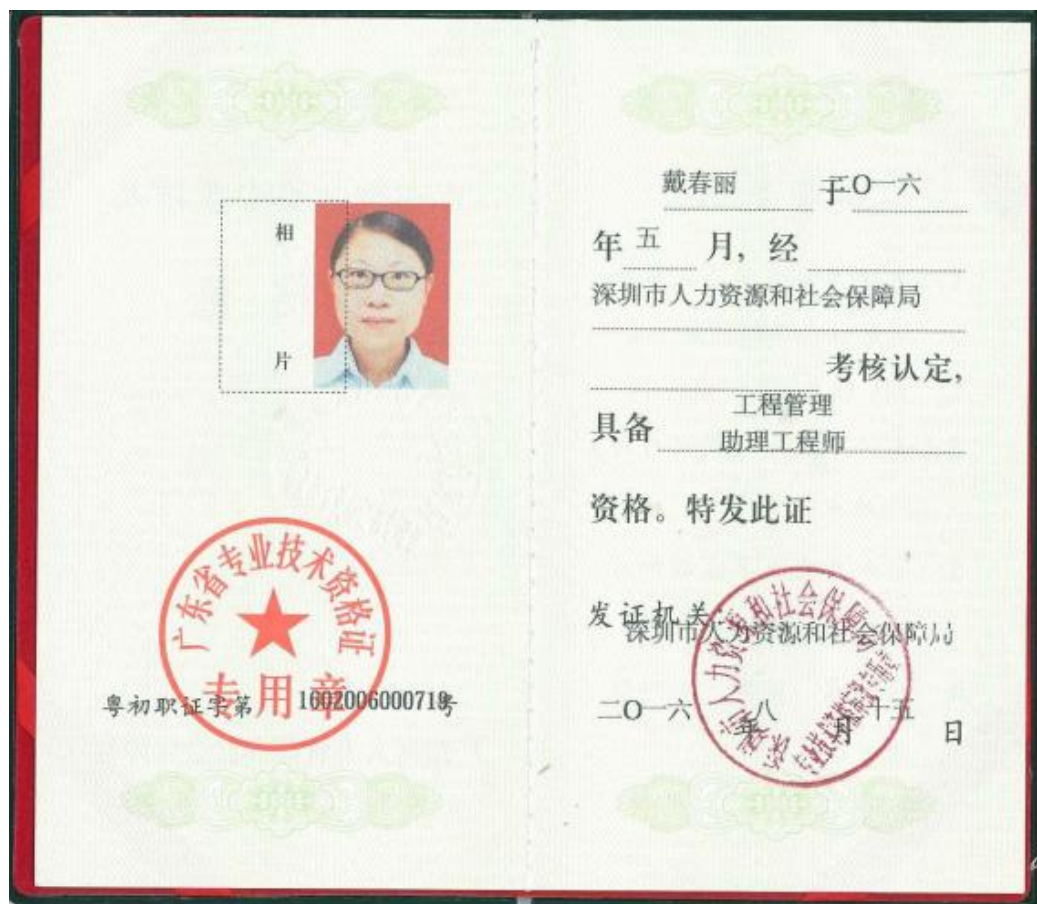 相
片
广东省专业技术资格证
专用章
粤初职证字第 1602006000719号
戴春丽 于二O一六
年 五 月，经
深圳市人力资源和社会保障局
考核认定，
具备 工程管理
助理工程师
资格。特发此证
发证机关：
深圳市人力资源和社会保障局
二O一六 年 八 月 十五 日